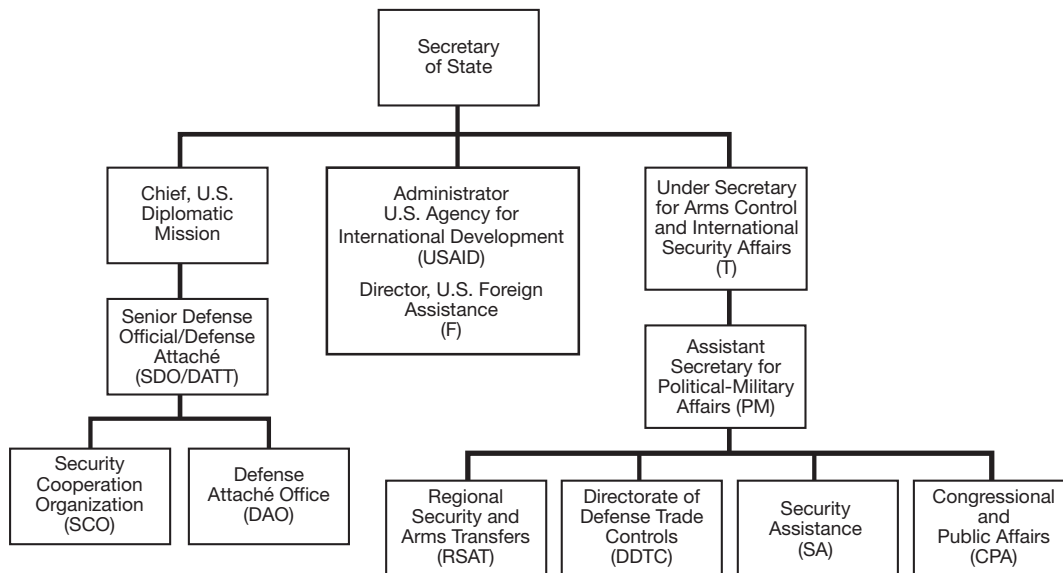 Secretary
of State
Chief, U.S.
Diplomatic
Mission
Administrator
U.S. Agency for
International Development
(USAID)
Director, U.S. Foreign
Assistance
(F)
Under Secretary
for Arms Control
and International
Security Affairs
(T)
Senior Defense
Official/Defense
Attaché
(SDO/DATT)
Assistant
Secretary for
Political-Military
Affairs (PM)
Security
Cooperation
Organization
(SCO)
Defense
Attaché Office
(DAO)
Regional
Security and
Arms Transfers
(RSAT)
Directorate of
Defense Trade
Controls
(DDTC)
Security
Assistance
(SA)
Congressional
and
Public Affairs
(CPA)